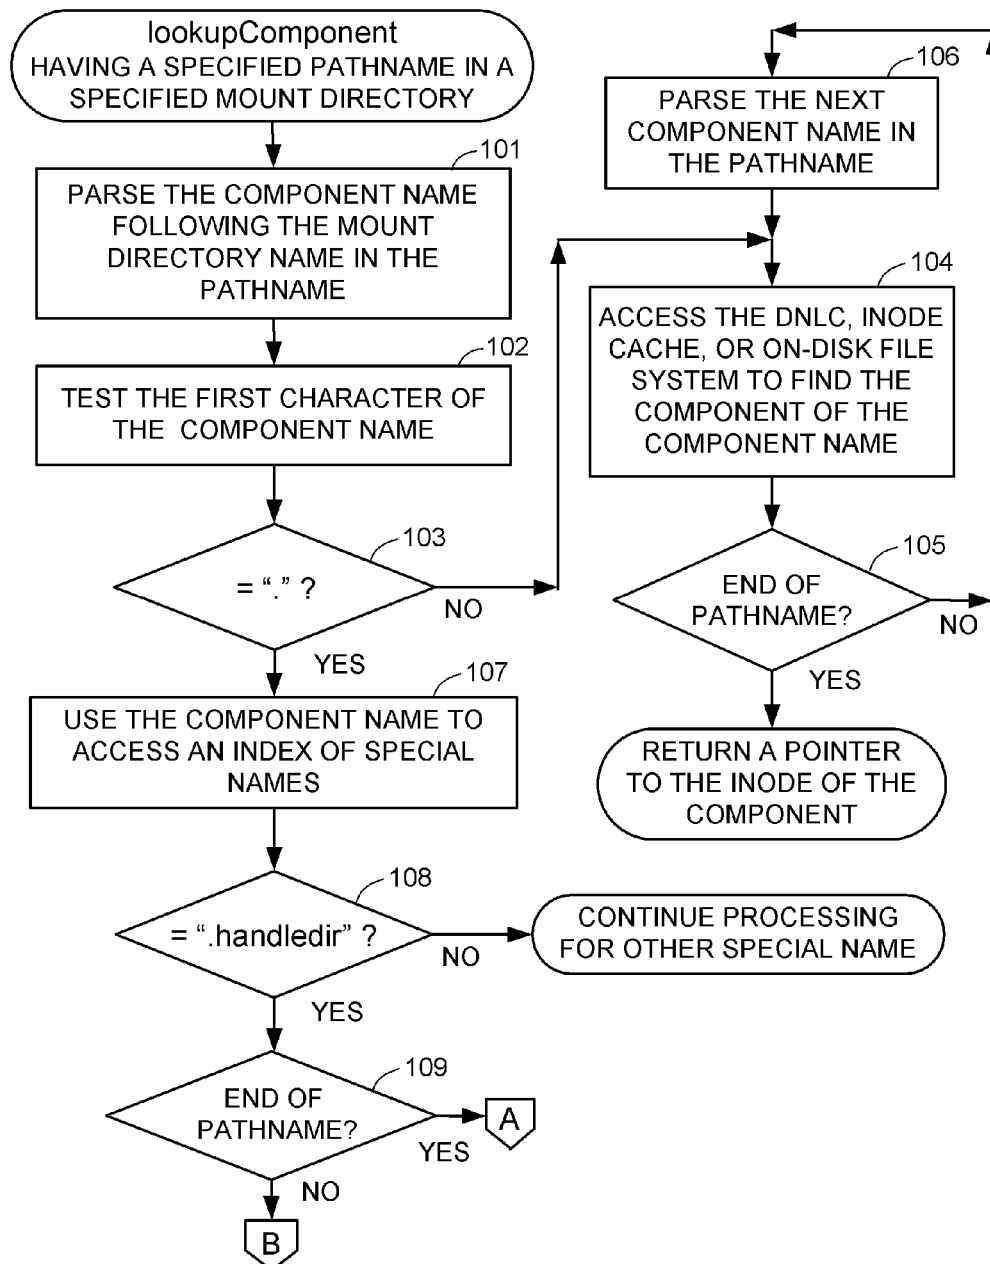 lookupComponent
HAVING A SPECIFIED PATHNAME IN A
SPECIFIED MOUNT DIRECTORY
101
PARSE THE COMPONENT NAME
FOLLOWING THE MOUNT
DIRECTORY NAME IN THE
PATHNAME
102
TEST THE FIRST CHARACTER OF
THE COMPONENT NAME
103
= “.” ?
NO
YES
107
USE THE COMPONENT NAME TO
ACCESS AN INDEX OF SPECIAL
NAMES
108
= “.handledir” ?
NO
CONTINUE PROCESSING
FOR OTHER SPECIAL NAME
YES
109
END OF
PATHNAME?
YES
A
NO
B
106
PARSE THE NEXT
COMPONENT NAME IN
THE PATHNAME
104
ACCESS THE DNLC, INODE
CACHE, OR ON-DISK FILE
SYSTEM TO FIND THE
COMPONENT OF THE
COMPONENT NAME
105
END OF
PATHNAME?
NO
YES
RETURN A POINTER
TO THE INODE OF THE
COMPONENT